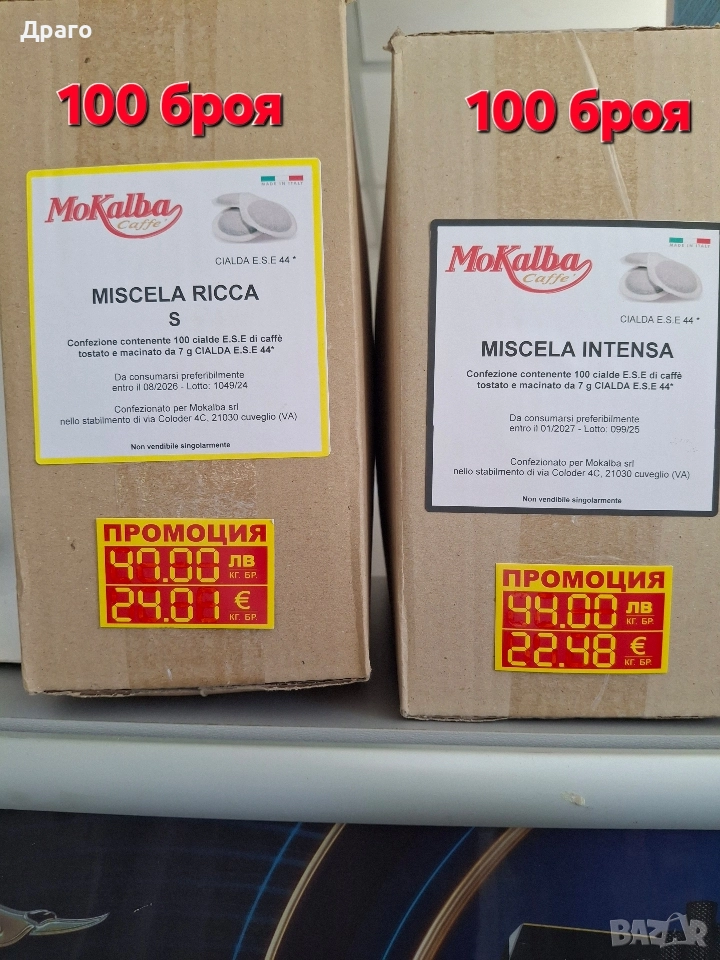 Драго
100 броя
MoKalba
Caffe'
MADE IN ITALY
CIALDA E.S.E 44 *
MISCELA RICCA
S
Confezione contenente 100 cialde E.S.E di caffè
tostato e macinato da 7 g CIALDA E.S.E 44*
Da consumarsi preferibilmente
entro il 08/2026 - Lotto: 1049/24
Confezionato per Mokalba srl
nello stabilmento di via Coloder 4C, 21030 cuveglio (VA)
Non vendibile singolarmente
ПРОМОЦИЯ
47.00 лв
КГ. БР.
24.01 €
КГ. БР.
100 броя
MoKalba
Caffe'
MADE IN ITALY
CIALDA E.S.E 44 *
MISCELA INTENSA
Confezione contenente 100 cialde E.S.E di caffè
tostato e macinato da 7 g CIALDA E.S.E 44*
Da consumarsi preferibilmente
entro il 01/2027 - Lotto: 099/25
Confezionato per Mokalba srl
nello stabilmento di via Coloder 4C, 21030 cuveglio (VA)
Non vendibile singolarmente
ПРОМОЦИЯ
44.00 лв
КГ. БР.
22.48 €
КГ. БР.
BAZAR